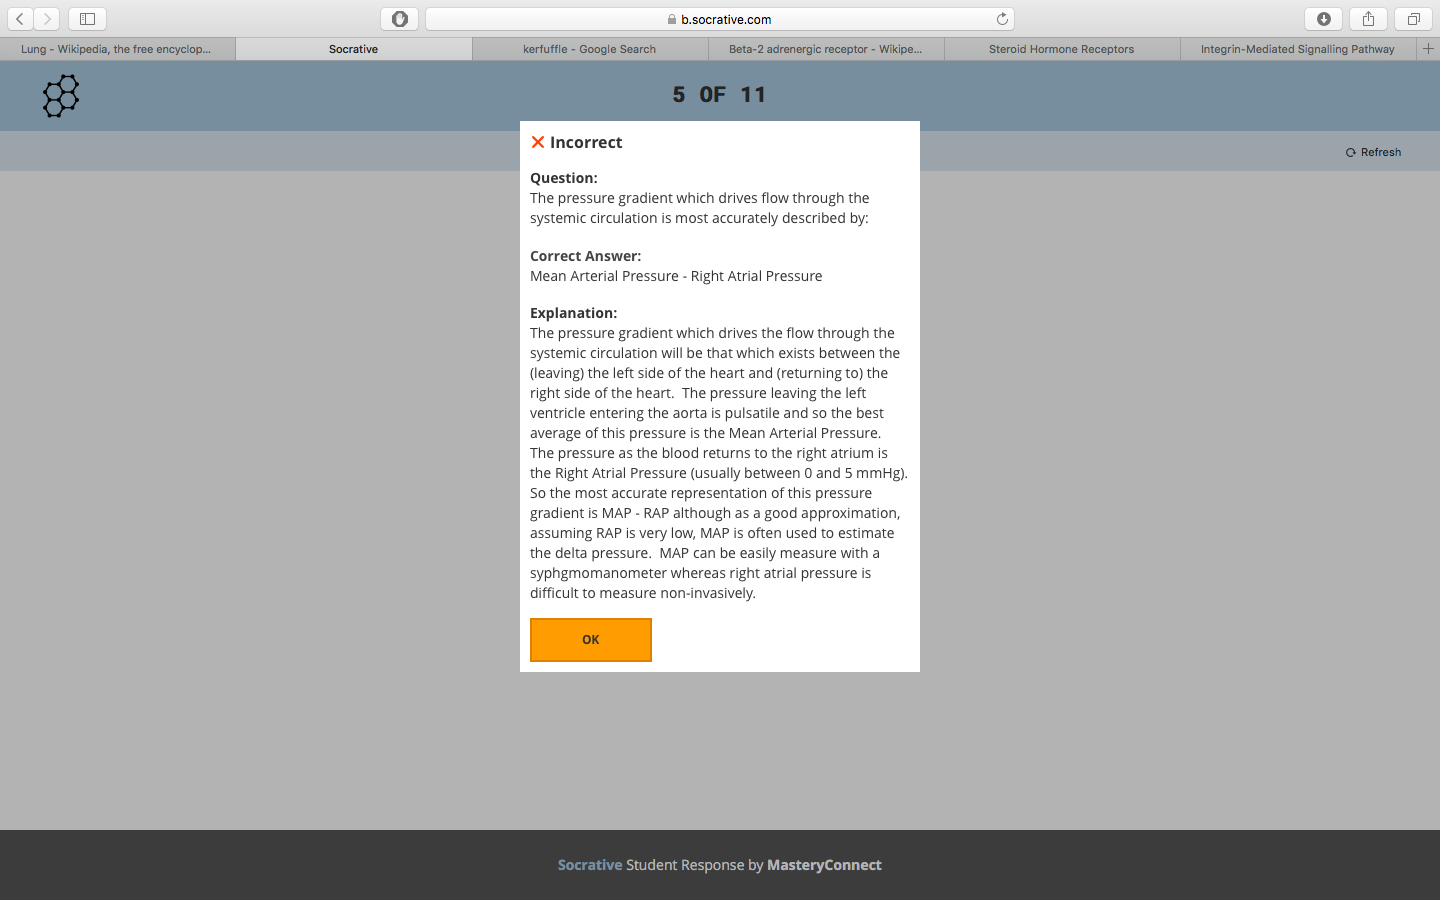 b.socrative.com
Lung - Wikipedia, the free encyclop...
Socrative
kerfuffle - Google Search
Beta-2 adrenergic receptor - Wikipe...
Steroid Hormone Receptors
Integrin-Mediated Signalling Pathway
5 OF 11
Refresh
Incorrect
Question:
The pressure gradient which drives flow through the
systemic circulation is most accurately described by:
Correct Answer:
Mean Arterial Pressure - Right Atrial Pressure
Explanation:
The pressure gradient which drives the flow through the
systemic circulation will be that which exists between the
(leaving) the left side of the heart and (returning to) the
right side of the heart.  The pressure leaving the left
ventricle entering the aorta is pulsatile and so the best
average of this pressure is the Mean Arterial Pressure.
The pressure as the blood returns to the right atrium is
the Right Atrial Pressure (usually between 0 and 5 mmHg).
So the most accurate representation of this pressure
gradient is MAP - RAP although as a good approximation,
assuming RAP is very low, MAP is often used to estimate
the delta pressure.  MAP can be easily measure with a
syphgmomanometer whereas right atrial pressure is
difficult to measure non-invasively.
OK
Socrative Student Response by MasteryConnect